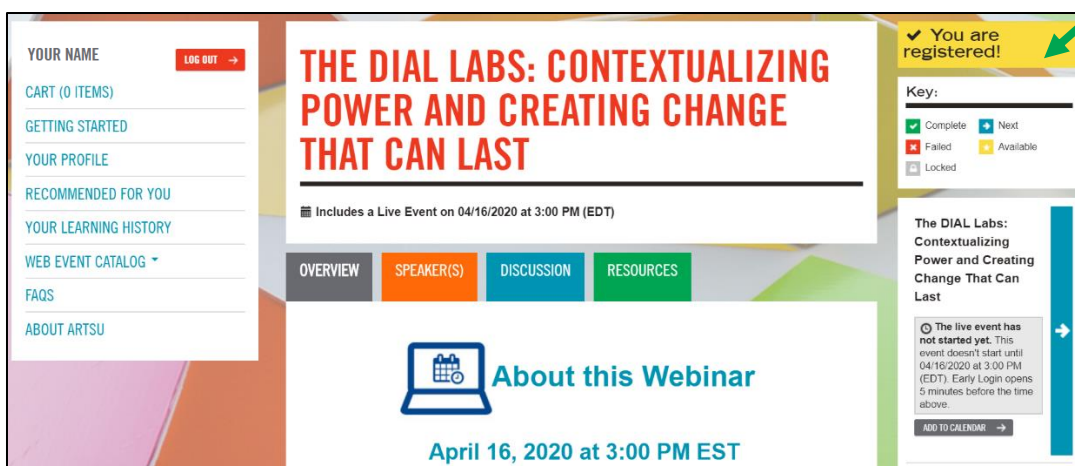 YOUR NAME
LOG OUT →
CART (0 ITEMS)
GETTING STARTED
YOUR PROFILE
RECOMMENDED FOR YOU
YOUR LEARNING HISTORY
WEB EVENT CATALOG
FAQS
ABOUT ARTSU
THE DIAL LABS: CONTEXTUALIZING
POWER AND CREATING CHANGE
THAT CAN LAST
Includes a Live Event on 04/16/2020 at 3:00 PM (EDT)
OVERVIEW
SPEAKER(S)
DISCUSSION
RESOURCES
About this Webinar
April 16, 2020 at 3:00 PM EST
✔ You are
registered!
Key:
Complete
Next
Failed
Available
Locked
The DIAL Labs:
Contextualizing
Power and Creating
Change That Can
Last
The live event has
not started yet. This
event doesn't start until
04/16/2020 at 3:00 PM
(EDT). Early Login opens
5 minutes before the time
above.
ADD TO CALENDAR →